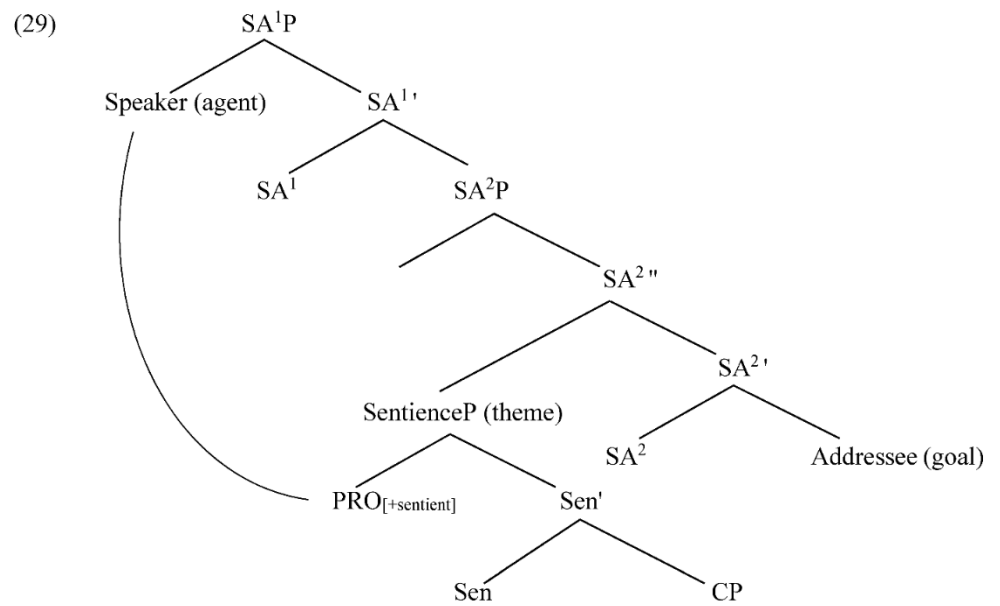 (29) SA¹P
Speaker (agent) SA¹'
SA¹ SA²P
SA²"
SA²'
SentienceP (theme)
SA² Addressee (goal)
PRO[+sentient] Sen'
Sen CP